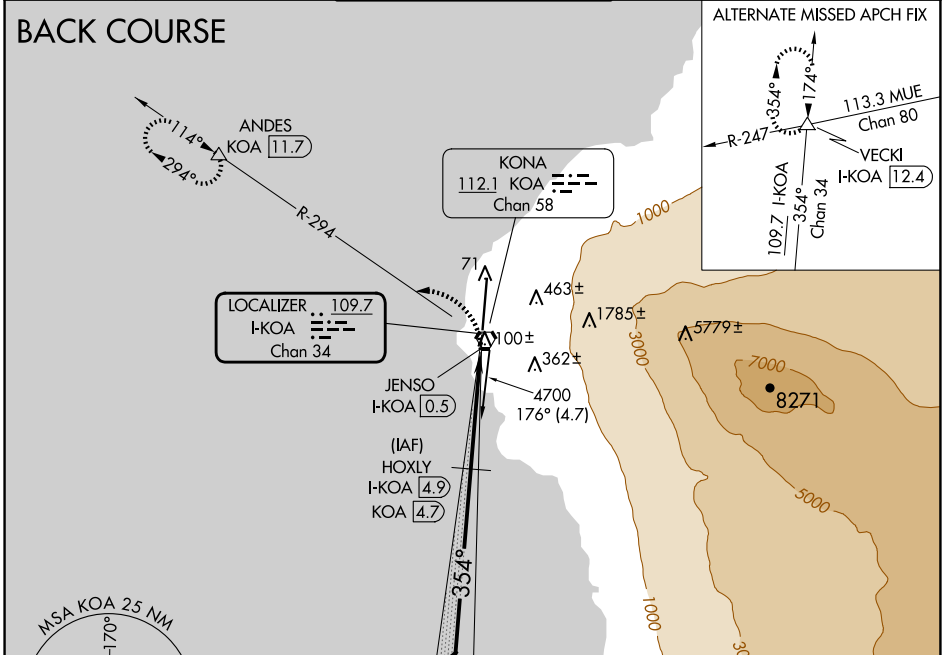 BACK COURSE
ALTERNATE MISSED APCH FIX
354°
174°
113.3 MUE
Chan 80
R-247
VECKI
I-KOA 12.4
109.7 I-KOA
354°
Chan 34
114°
294°
ANDES
KOA 11.7
R-294
KONA
112.1 KOA
Chan 58
LOCALIZER 109.7
I-KOA
Chan 34
71
463±
1785±
5779±
100±
362±
1000
3000
7000
8271
5000
JENSO
I-KOA 0.5
4700
176° (4.7)
(IAF)
HOXLY
I-KOA 4.9
KOA 4.7
354°
1000
MSA KOA 25 NM
170°